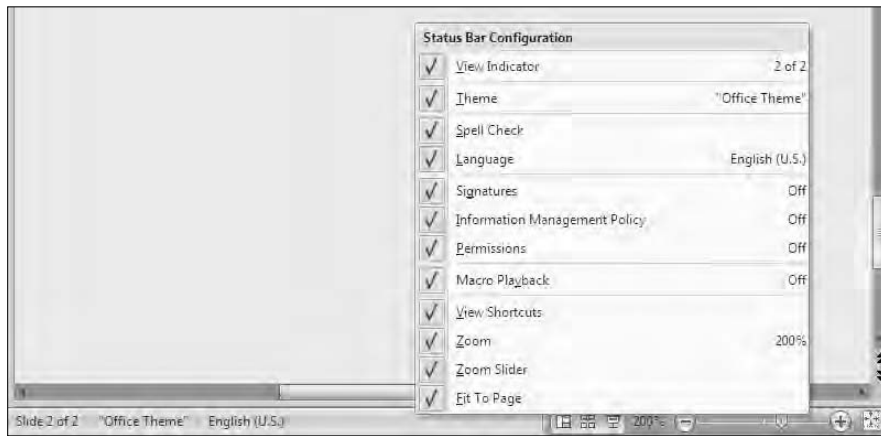 Status Bar Configuration
View Indicator 2 of 2
Theme "Office Theme"
Spell Check
Language English (U.S.)
Signatures Off
Information Management Policy Off
Permissions Off
Macro Playback Off
View Shortcuts
Zoom 200%
Zoom Slider
Fit To Page
Slide 2 of 2 "Office Theme" English (U.S.) 200%